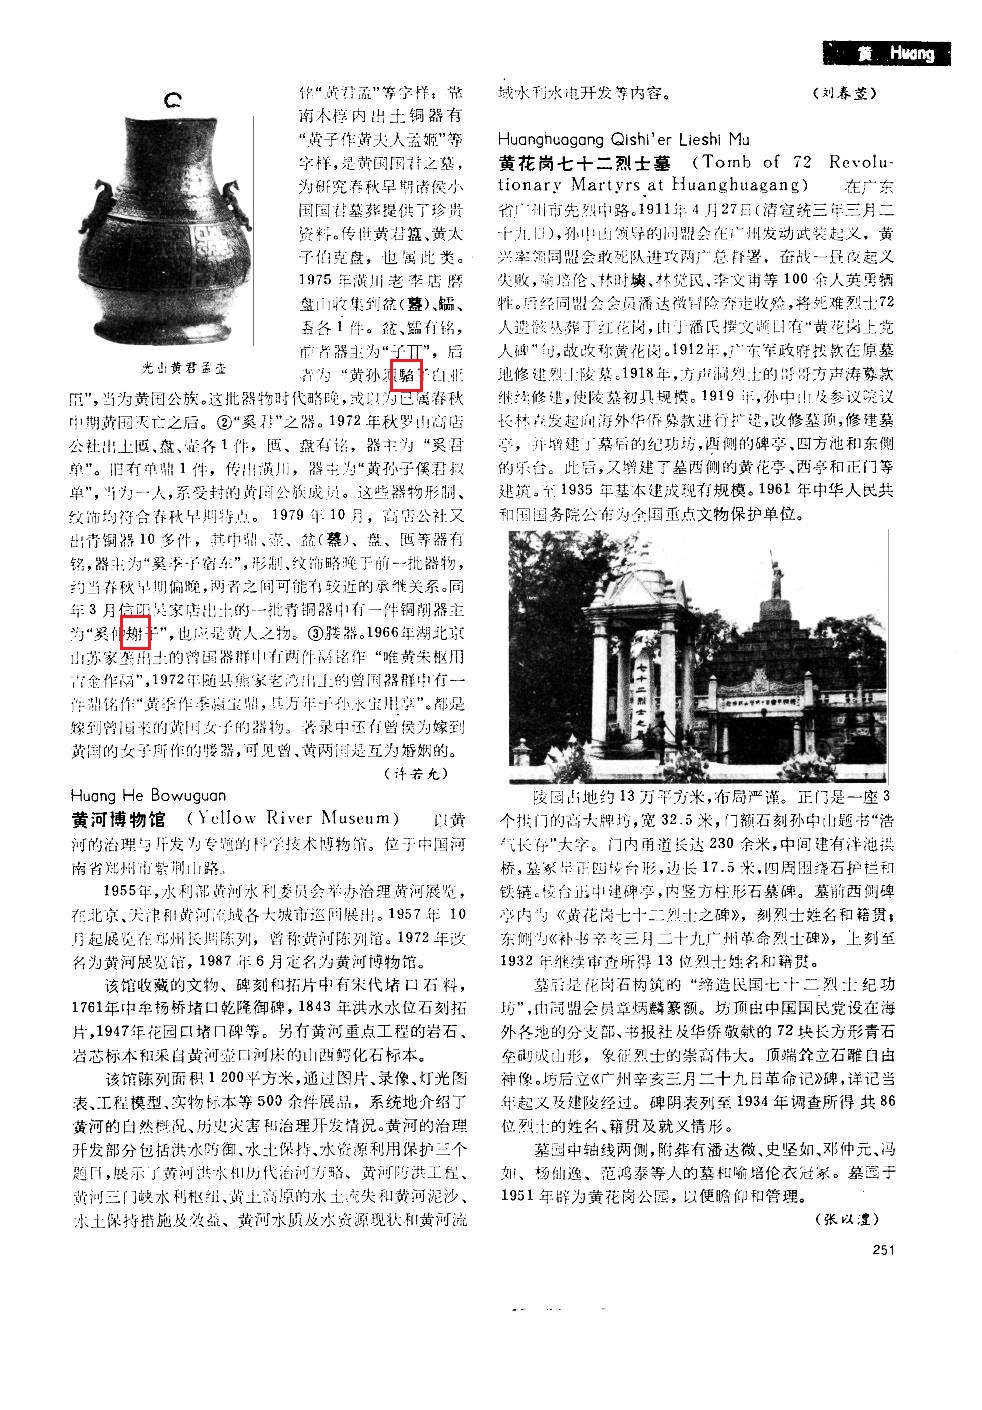 黄 Huang
光山黄君孟壶
铭“黄君孟”等字样；棺
南木椁内出土铜器有
“黄子作黄夫人孟姬”等
字样，是黄国国君之墓，
为研究春秋早期诸侯小
国国君墓葬提供了珍贵
资料。传世黄君簋、黄太
子伯克盘，也属此类。
1975年潢川老李店磨
盘山收集到盆
各1件。
前者器主为
后
者为“黄孙
臣”，当为黄国公族。这批器物时代略晚，或以为已属春秋
中期黄国灭亡之后。②“奚君”之器。1972年秋罗山高店
公社出土匜、盘、壶各1件，匜、盘有铭，器主为“奚君
单”。旧有单鼎1件，传出潢川，器主为“黄孙子傒君叔
单”，当为一人，系受封的黄国公族成员。这些器物形制、
纹饰均符合春秋早期特点。1979年10月，高店公社又
出青铜器10多件，其中鼎、壶、盆、盘、匜等器有
铭，器主为“奚季子宿车”，形制、纹饰略晚于前一批器物，
约当春秋早期偏晚，两者之间可能有较近的承继关系。同
年3月信阳吴家店出土的一批青铜器中有一件铜削器主
为“奚仲
子”，也应是黄人之物。③媵器。1966年湖北京
山苏家垄出土的曾国器群中有两件鬲铭作“唯黄朱柢用
吉金作鬲”，1972年随县熊家老湾出土的曾国器群中有一
件鼎铭作“黄季作季嬴宝鼎，其万年子孙永宝用享”。都是
嫁到曾国来的黄国女子的器物。著录中还有曾侯为嫁到
黄国的女子所作的媵器，可见曾、黄两国是互为婚姻的。
（许若允）
Huang He Bowuguan
黄河博物馆 （Yellow River Museum） 以黄
河的治理与开发为专题的科学技术博物馆。位于中国河
南省郑州市紫荆山路。
1955年，水利部黄河水利委员会举办治理黄河展览，
在北京、天津和黄河流域各大城市巡回展出。1957年10
月起展览在郑州长期陈列，曾称黄河陈列馆。1972年改
名为黄河展览馆，1987年6月定名为黄河博物馆。
该馆收藏的文物、碑刻和拓片中有宋代堵口石料，
1761年中牟杨桥堵口乾隆御碑，1843年洪水水位石刻拓
片，1947年花园口堵口碑等。另有黄河重点工程的岩石、
岩芯标本和采自黄河壶口河床的山西鳄化石标本。
该馆陈列面积1 200平方米，通过图片、录像、灯光图
表、工程模型、实物标本等500余件展品，系统地介绍了
黄河的自然概况、历史灾害和治理开发情况。黄河的治理
开发部分包括洪水防御、水土保持、水资源利用保护三个
题目，展示了黄河洪水和历代治河方略、黄河防洪工程、
黄河三门峡水利枢纽、黄土高原的水土流失和黄河泥沙、
水土保持措施及效益、黄河水质及水资源现状和黄河流
域水利水电开发等内容。 （刘春莖）
Huanghuagang Qishi'er Lieshi Mu
黄花岗七十二烈士墓 （Tomb of 72 Revolu-
tionary Martyrs at Huanghuagang） 在广东
省广州市先烈中路。1911年4月27日（清宣统三年三月二
十九日），孙中山领导的同盟会在广州发动武装起义，黄
兴率领同盟会敢死队进攻两广总督署，奋战一昼夜起义
失败，喻培伦、林时塽、林觉民、李文甫等100余人英勇牺
牲。后经同盟会会员潘达微冒险奔走收殓，将死难烈士72
人遗骸丛葬于红花岗，由于潘氏撰文题目有“黄花岗上党
人碑”句，故改称黄花岗。1912年，广东军政府拨款在原墓
地修建烈士陵墓。1918年，方声洞烈士的哥哥方声涛募款
继续修建，使陵墓初具规模。1919年，孙中山及参议院议
长林森发起向海外华侨募款进行扩建，改修墓顶，修建墓
亭，并增建了墓后的纪功坊，西侧的碑亭、四方池和东侧
的乐台。此后，又增建了墓西侧的黄花亭、西亭和正门等
建筑。至1935年基本建成现有规模。1961年中华人民共
和国国务院公布为全国重点文物保护单位。
七十二烈士之墓
陵园占地约13万平方米，布局严谨。正门是一座3
个拱门的高大牌坊，宽32.5米，门额石刻孙中山题书“浩
气长存”大字。门内甬道长达230余米，中间建有泮池拱
桥，墓冢呈正四棱台形，边长17.5米，四周围绕石护栏和
铁链。棱台正中建碑亭，内竖方柱形石墓碑。墓前西侧碑
亭内为《黄花岗七十二烈士之碑》，刻烈士姓名和籍贯；
东侧为《补书辛亥三月二十九广州革命烈士碑》，上刻至
1932年继续审查所得13位烈士姓名和籍贯。
墓后是花岗石构筑的“缔造民国七十二烈士纪功
坊”，由同盟会员章炳麟篆额。坊顶由中国国民党设在海
外各地的分支部、书报社及华侨敬献的72块长方形青石
垒砌成山形，象征烈士的崇高伟大。顶端耸立石雕自由
神像。坊后立《广州辛亥三月二十九日革命记》碑，详记当
年起义及建陵经过。碑阴表列至1934年调查所得共86
位烈士的姓名、籍贯及就义情形。
墓园中轴线两侧，附葬有潘达微、史坚如、邓仲元、冯
如、杨仙逸、范鸿泰等人的墓和喻培伦衣冠冢。墓园于
1951年辟为黄花岗公园，以便瞻仰和管理。
（张以澧）
251